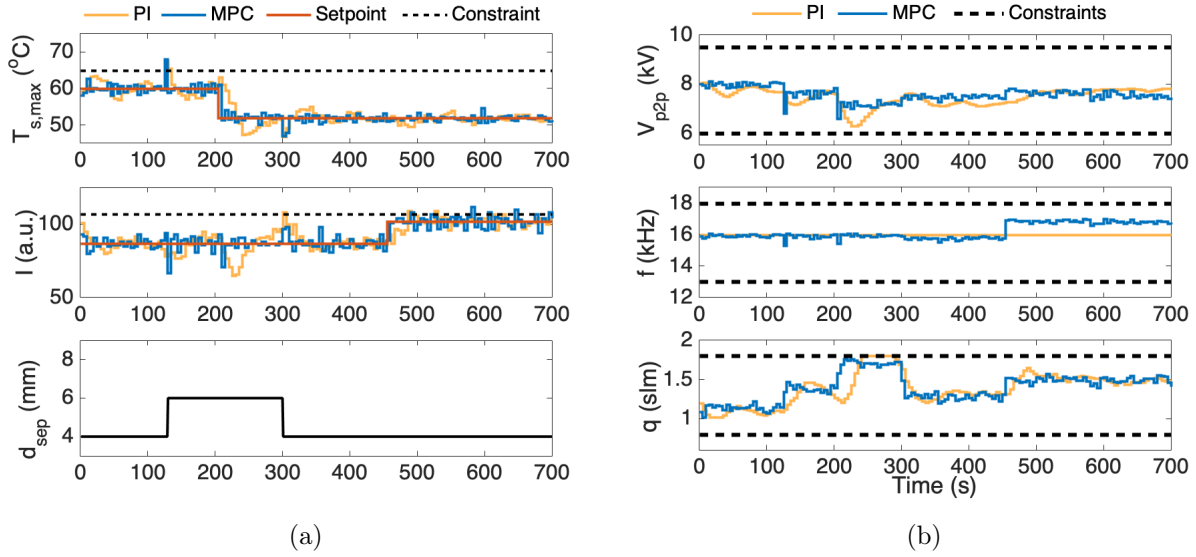 PI MPC Setpoint Constraint
T_s,max (°C)
70
60
50
0 100 200 300 400 500 600 700
I (a.u.)
100
50
0 100 200 300 400 500 600 700
d_sep (mm)
8
6
4
0 100 200 300 400 500 600 700
(a)
PI MPC Constraints
V_p2p (kV)
10
8
6
0 100 200 300 400 500 600 700
f (kHz)
18
16
14
12
0 100 200 300 400 500 600 700
q (slm)
2
1.5
1
0 100 200 300 400 500 600 700
Time (s)
(b)